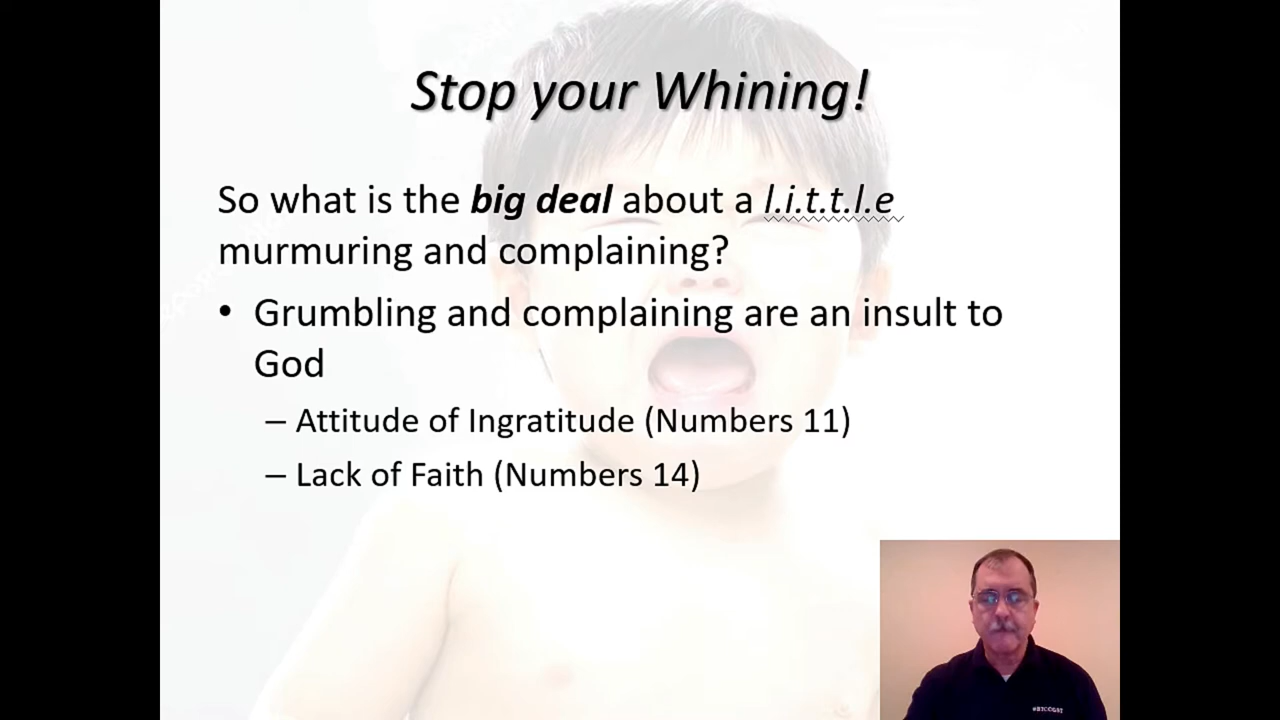 Stop your Whining!
So what is the big deal about a l.i.t.t.l.e
murmuring and complaining?
• Grumbling and complaining are an insult to
God
– Attitude of Ingratitude (Numbers 11)
– Lack of Faith (Numbers 14)